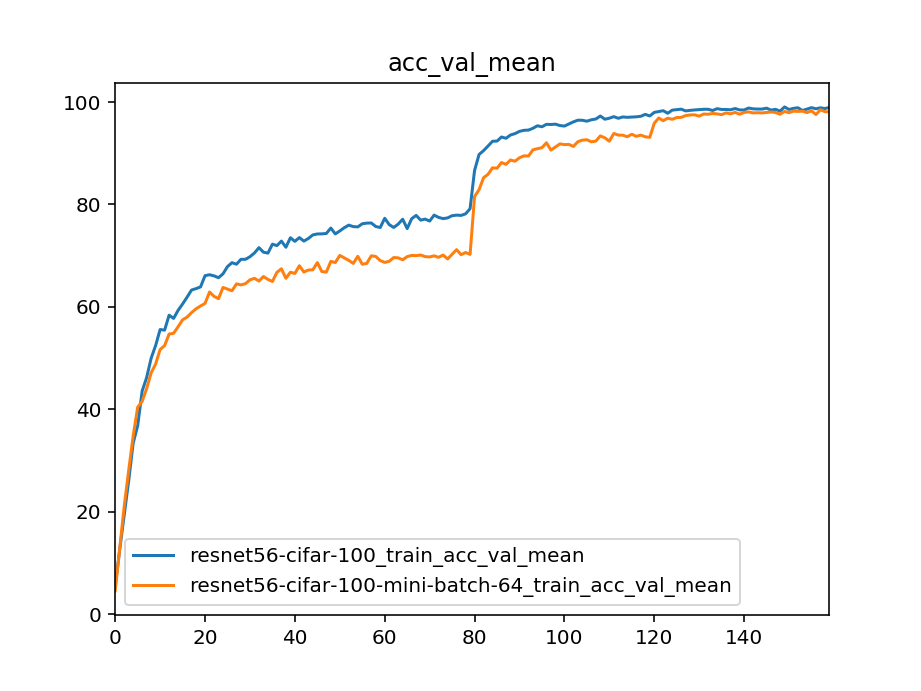 acc_val_mean
100
80
60
40
20
0
resnet56-cifar-100_train_acc_val_mean
resnet56-cifar-100-mini-batch-64_train_acc_val_mean
0 20 40 60 80 100 120 140